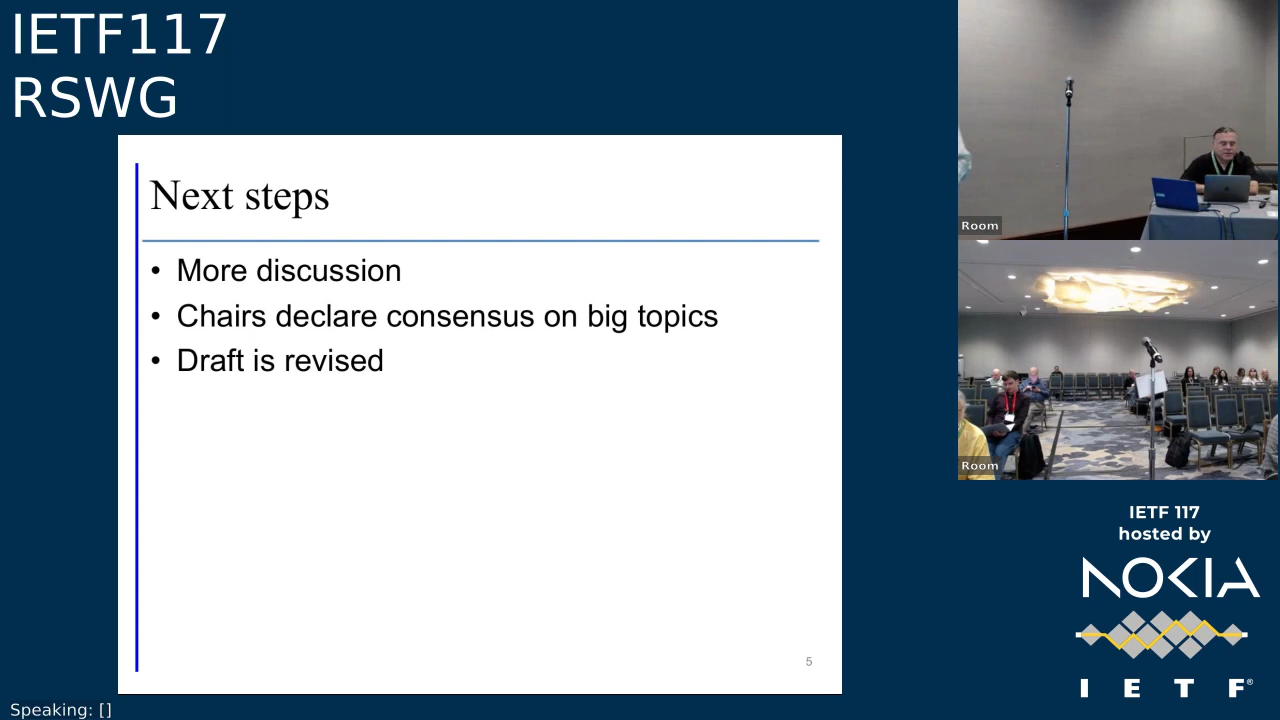 IETF117
RSWG
Next steps
• More discussion
• Chairs declare consensus on big topics
• Draft is revised
5
Room
Room
IETF 117
hosted by
NOKIA
I E T F®
Speaking: []